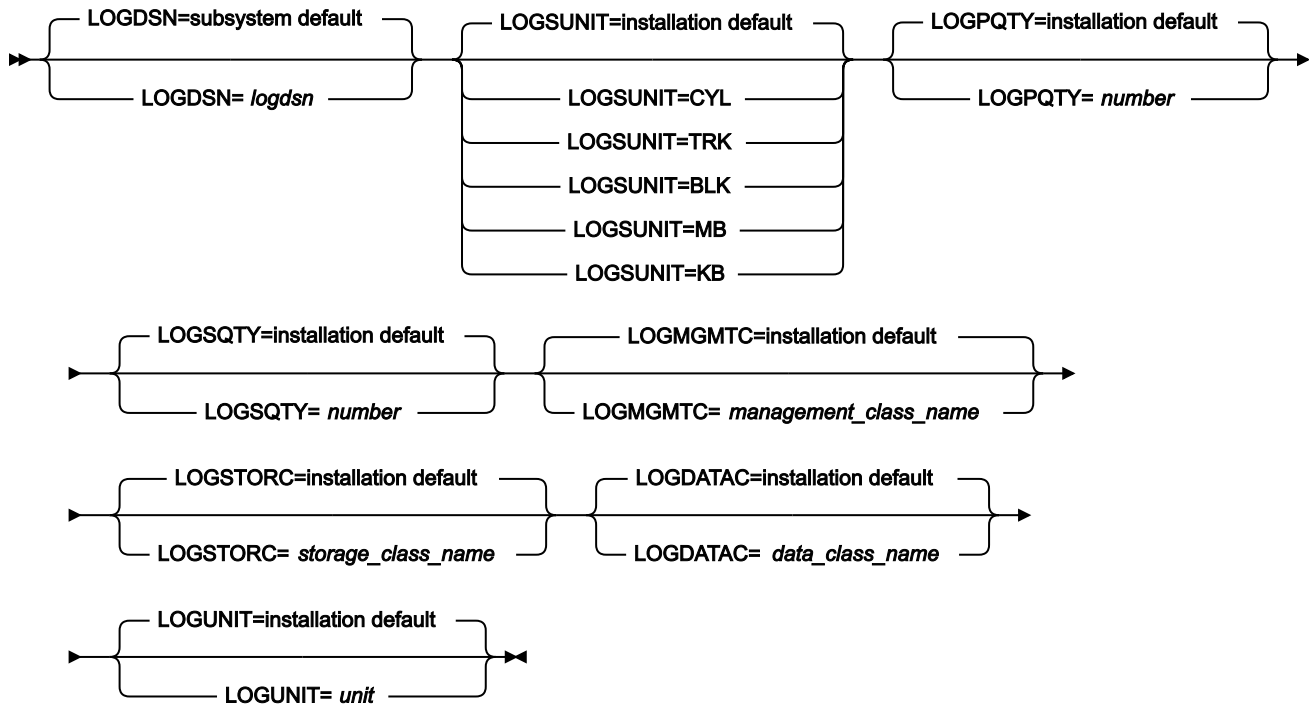 LOGDSN=subsystem default
LOGDSN= logdsn
LOGSUNIT=installation default
LOGSUNIT=CYL
LOGSUNIT=TRK
LOGSUNIT=BLK
LOGSUNIT=MB
LOGSUNIT=KB
LOGPQTY=installation default
LOGPQTY= number
LOGSQTY=installation default
LOGSQTY= number
LOGMGMTC=installation default
LOGMGMTC= management_class_name
LOGSTORC=installation default
LOGSTORC= storage_class_name
LOGDATAC=installation default
LOGDATAC= data_class_name
LOGUNIT=installation default
LOGUNIT= unit